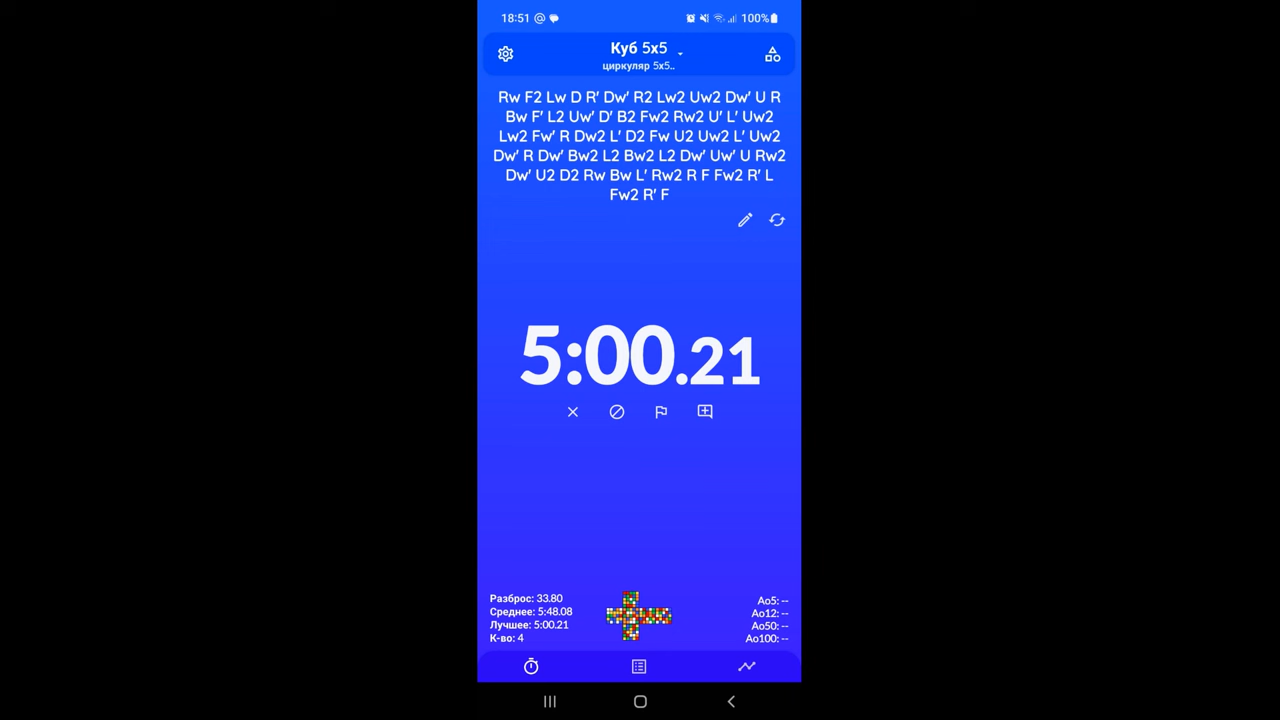 18:51 @ 100%
Куб 5x5
циркуляр 5x5..
Rw F2 Lw D R' Dw' R2 Lw2 Uw2 Dw' U R
Bw F' L2 Uw' D' B2 Fw2 Rw2 U' L' Uw2
Lw2 Fw' R Dw2 L' D2 Fw U2 Uw2 L' Uw2
Dw' R Dw' Bw2 L2 Bw2 L2 Dw' Uw' U Rw2
Dw' U2 D2 Rw Bw L' Rw2 R F Fw2 R' L
Fw2 R' F
5:00.21
Разброс: 33.80
Среднее: 5:48.08
Лучшее: 5:00.21
К-во: 4
Ao5: --
Ao12: --
Ao50: --
Ao100: --